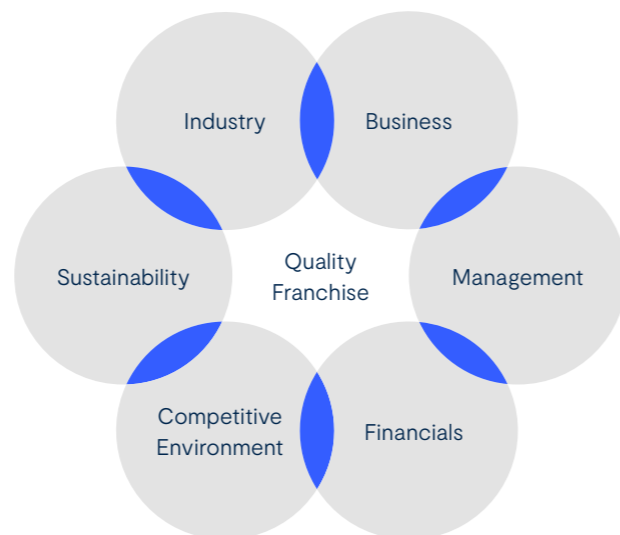 Industry
Business
Sustainability
Quality
Franchise
Management
Competitive
Environment
Financials